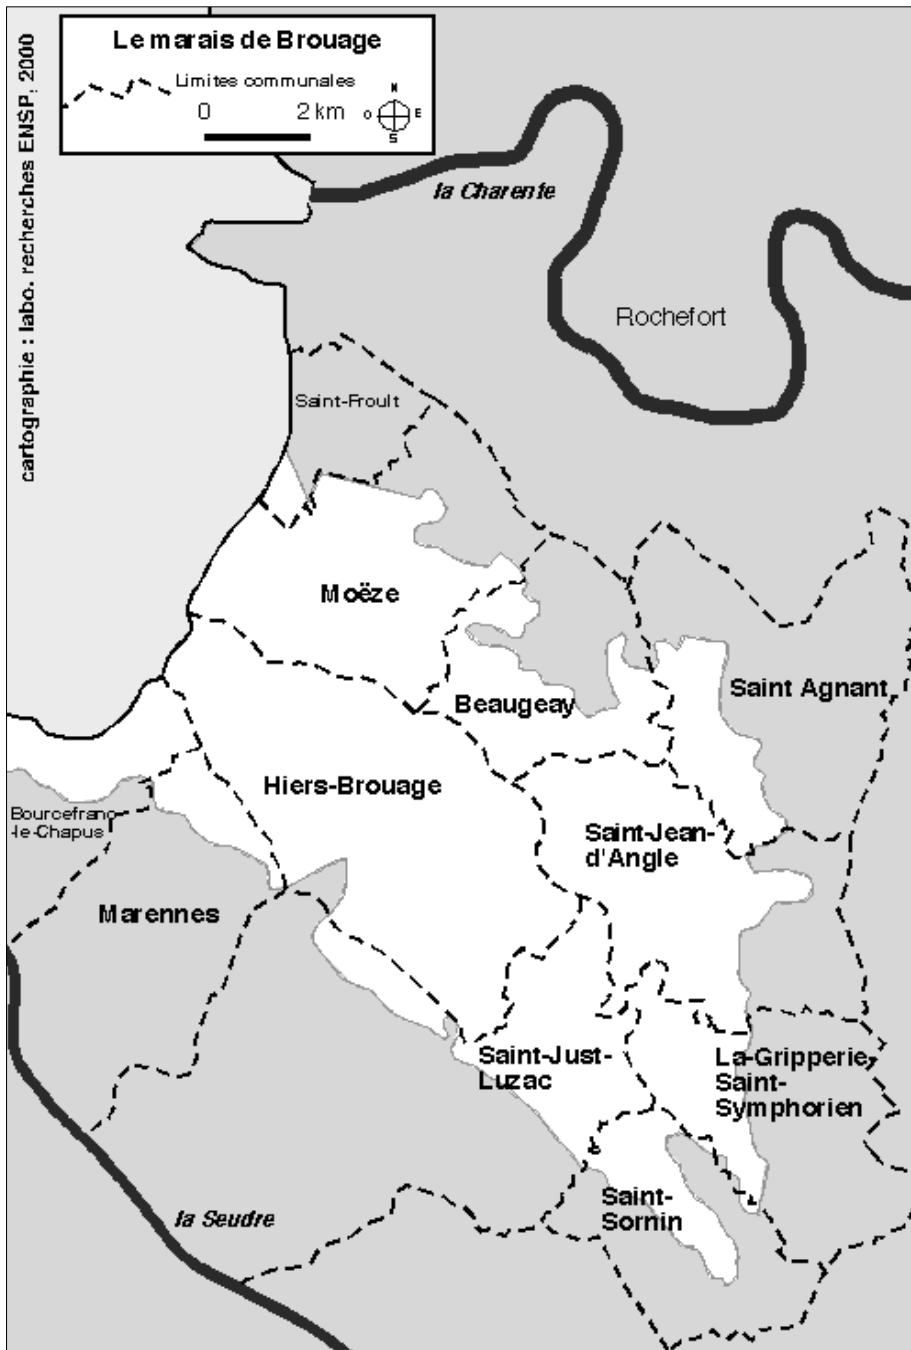 Le marais de Brouage
Limites communales
0 2 km
N
O E
S
cartographie : labo. recherches ENSP, 2000
la Charente
Rochefort
Saint-Froult
Moëze
Beaugeay
Saint Agnant
Hiers-Brouage
Bourcefranc
-le-Chapus
Saint-Jean-
d'Angle
Marennes
Saint-Just-
Luzac
La-Gripperie-
Saint-
Symphorien
Saint-
Sornin
la Seudre